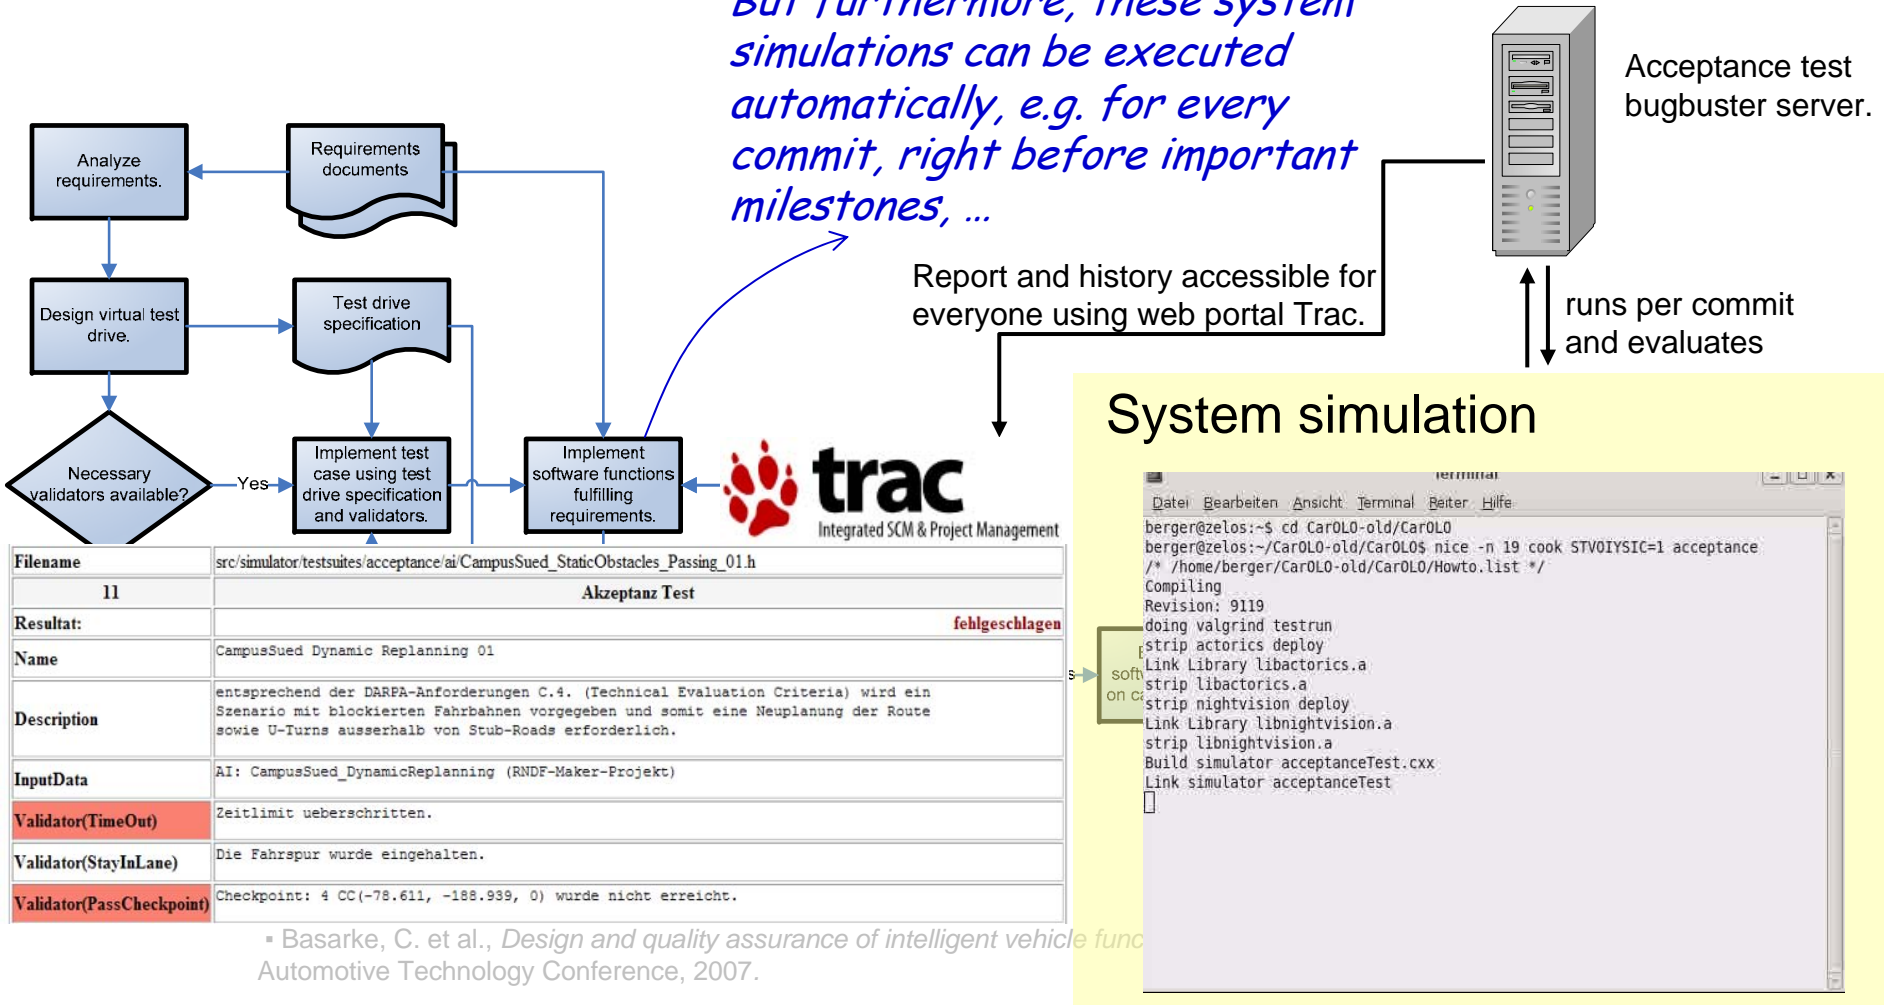 But furthermore, these system
simulations can be executed
automatically, e.g. for every
commit, right before important
milestones, …
Acceptance test
bugbuster server.
Analyze
requirements.
Requirements
documents
Report and history accessible for
everyone using web portal Trac.
runs per commit
and evaluates
Design virtual test
drive.
Test drive
specification
Necessary
validators available?
Yes
Implement test
case using test
drive specification
and validators.
Implement
software functions
fulfilling
requirements.
trac
Integrated SCM & Project Management
System simulation
Terminal
Datei Bearbeiten Ansicht Terminal Reiter Hilfe
berger@zelos:~$ cd CarOLO-old/CarOLO
berger@zelos:~/CarOLO-old/CarOLO$ nice -n 19 cook STVOIYSIC=1 acceptance
/* /home/berger/CarOLO-old/CarOLO/Howto.list */
Compiling
Revision: 9119
doing valgrind testrun
strip actorics deploy
Link Library libactorics.a
strip libactorics.a
strip nightvision deploy
Link Library libnightvision.a
strip libnightvision.a
Build simulator acceptanceTest.cxx
Link simulator acceptanceTest
Filename src/simulator/testsuites/acceptance/ai/CampusSued_StaticObstacles_Passing_01.h
11 Akzeptanz Test
Resultat: fehlgeschlagen
Name CampusSued Dynamic Replanning 01
Description entsprechend der DARPA-Anforderungen C.4. (Technical Evaluation Criteria) wird ein
Szenario mit blockierten Fahrbahnen vorgegeben und somit eine Neuplanung der Route
sowie U-Turns ausserhalb von Stub-Roads erforderlich.
InputData AI: CampusSued_DynamicReplanning (RNDF-Maker-Projekt)
Validator(TimeOut) Zeitlimit ueberschritten.
Validator(StayInLane) Die Fahrspur wurde eingehalten.
Validator(PassCheckpoint) Checkpoint: 4 CC(-78.611, -188.939, 0) wurde nicht erreicht.
on
▪ Basarke, C. et al., Design and quality assurance of intelligent vehicle
Automotive Technology Conference, 2007.